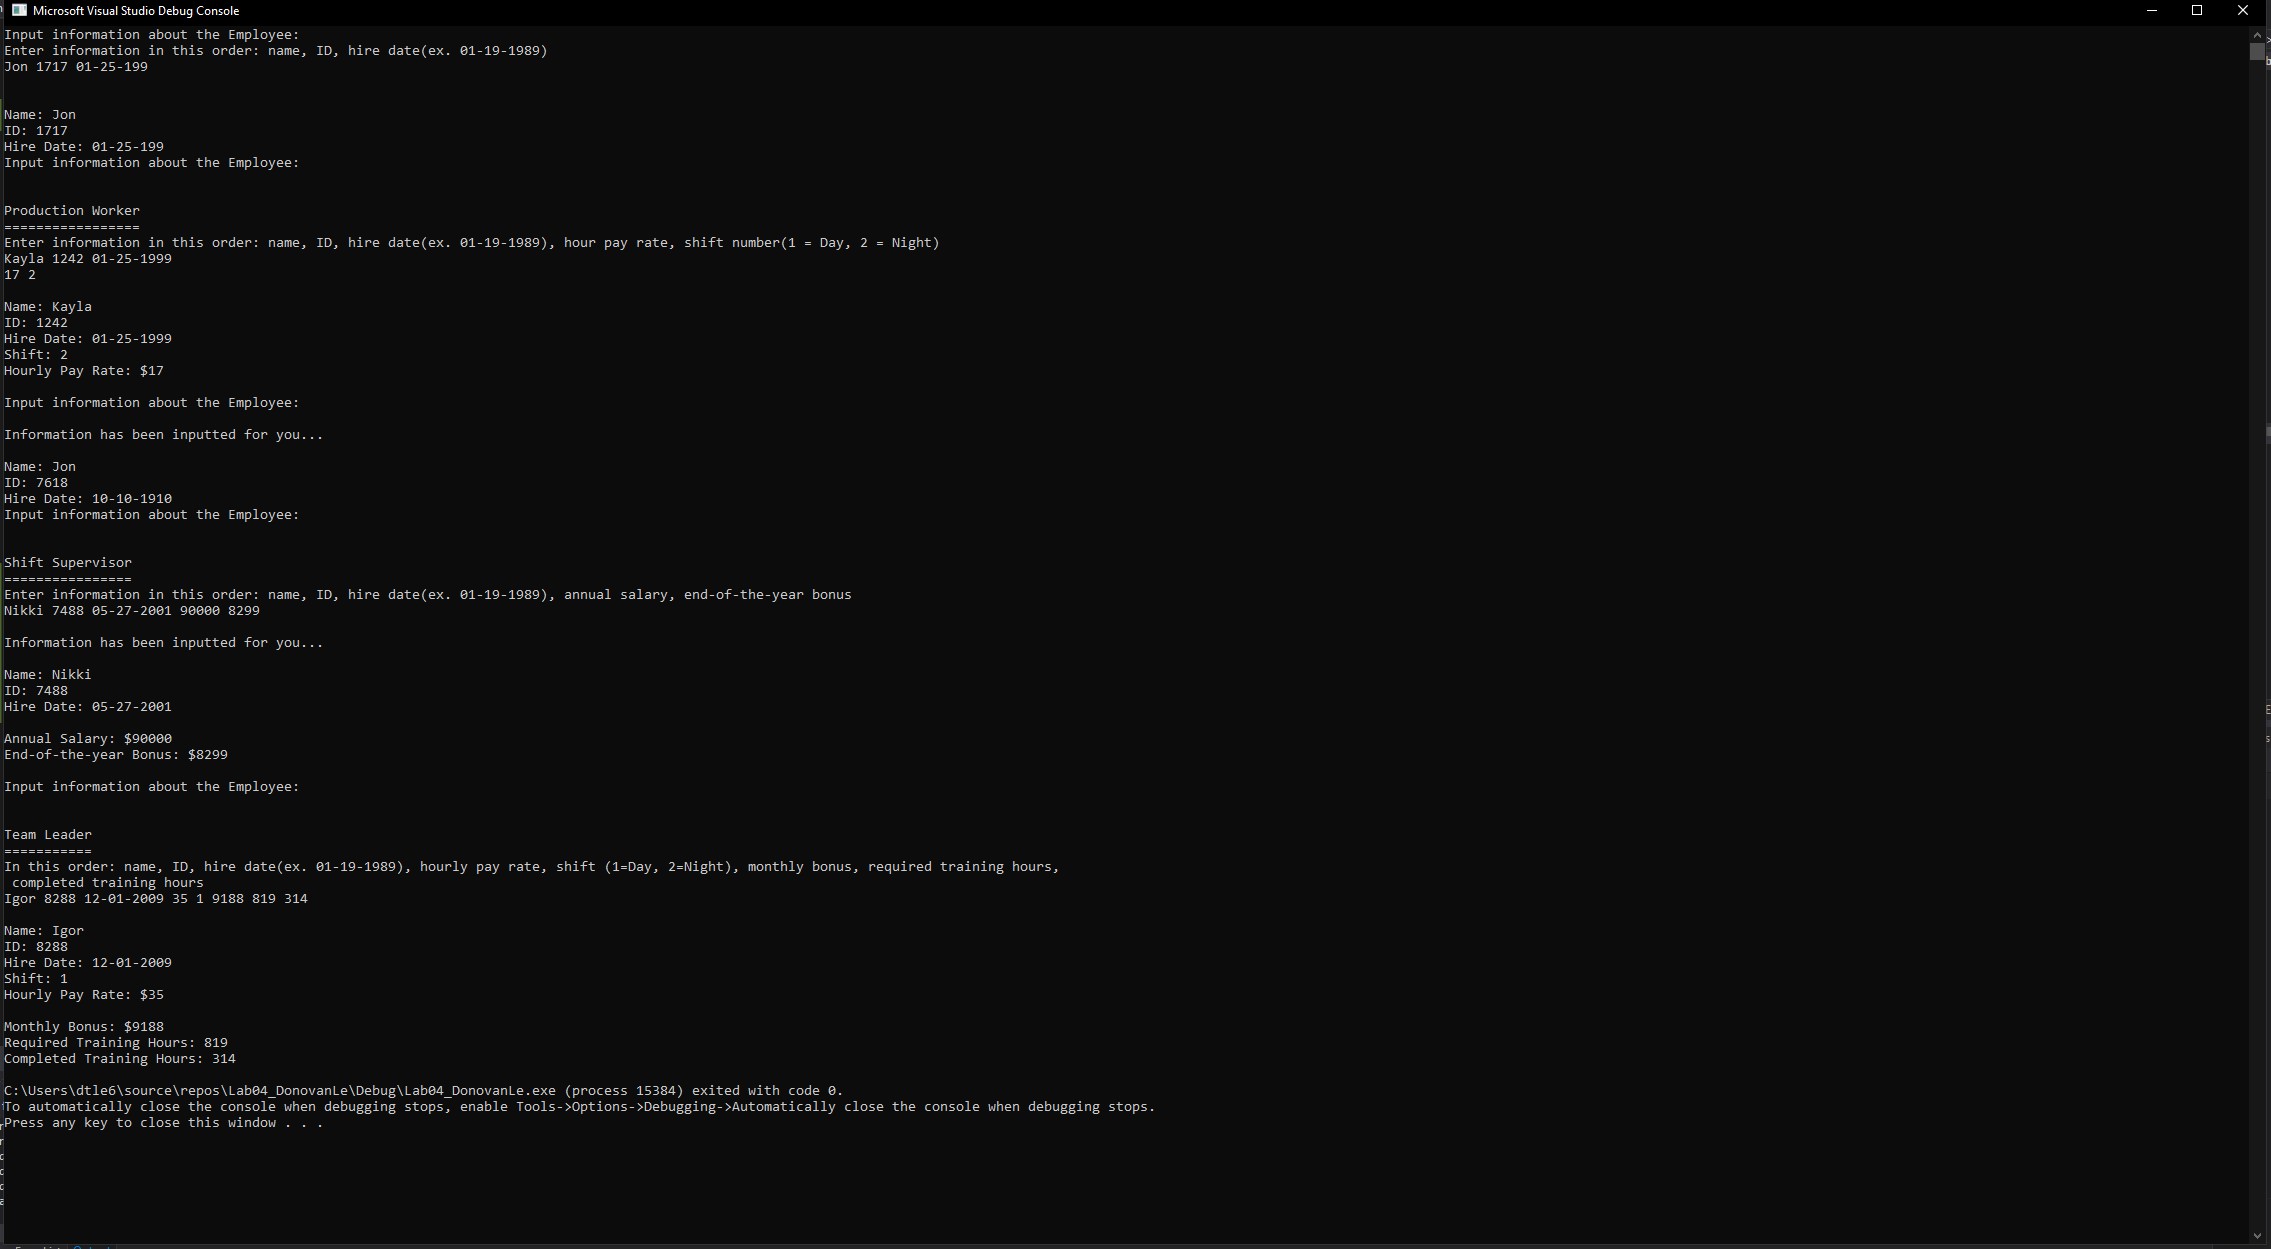 Microsoft Visual Studio Debug Console
Input information about the Employee:
Enter information in this order: name, ID, hire date(ex. 01-19-1989)
Jon 1717 01-25-199
Name: Jon
ID: 1717
Hire Date: 01-25-199
Input information about the Employee:
Production Worker
=================
Enter information in this order: name, ID, hire date(ex. 01-19-1989), hour pay rate, shift number(1 = Day, 2 = Night)
Kayla 1242 01-25-1999
17 2
Name: Kayla
ID: 1242
Hire Date: 01-25-1999
Shift: 2
Hourly Pay Rate: $17
Input information about the Employee:
Information has been inputted for you...
Name: Jon
ID: 7618
Hire Date: 10-10-1910
Input information about the Employee:
Shift Supervisor
================
Enter information in this order: name, ID, hire date(ex. 01-19-1989), annual salary, end-of-the-year bonus
Nikki 7488 05-27-2001 90000 8299
Information has been inputted for you...
Name: Nikki
ID: 7488
Hire Date: 05-27-2001
Annual Salary: $90000
End-of-the-year Bonus: $8299
Input information about the Employee:
Team Leader
===========
In this order: name, ID, hire date(ex. 01-19-1989), hourly pay rate, shift (1=Day, 2=Night), monthly bonus, required training hours,
completed training hours
Igor 8288 12-01-2009 35 1 9188 819 314
Name: Igor
ID: 8288
Hire Date: 12-01-2009
Shift: 1
Hourly Pay Rate: $35
Monthly Bonus: $9188
Required Training Hours: 819
Completed Training Hours: 314
C:\Users\dtle6\source\repos\Lab04_DonovanLe\Debug\Lab04_DonovanLe.exe (process 15384) exited with code 0.
To automatically close the console when debugging stops, enable Tools->Options->Debugging->Automatically close the console when debugging stops.
Press any key to close this window . . .